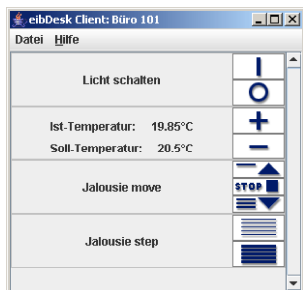 eibDesk Client: Büro 101
Datei Hilfe
Licht schalten
Ist-Temperatur: 19.85°C
Soll-Temperatur: 20.5°C
Jalousie move
STOP
Jalousie step